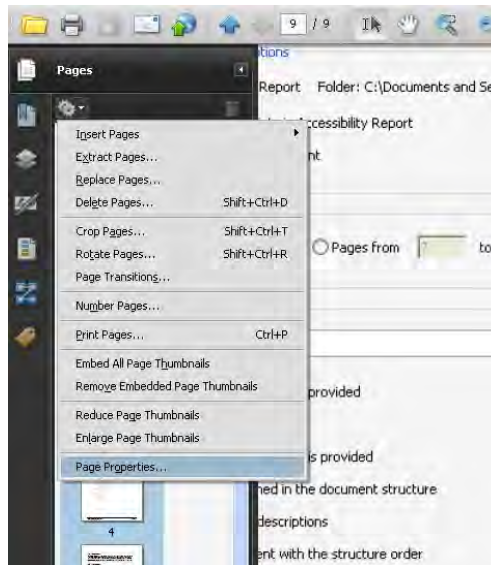 9 / 9
tions
Pages
Report Folder: C:\Documents and Se
ccessibility Report
Insert Pages
nt
Extract Pages...
Replace Pages...
Delete Pages... Shift+Ctrl+D
Crop Pages... Shift+Ctrl+T
Rotate Pages... Shift+Ctrl+R
Pages from to
Page Transitions...
Number Pages...
Print Pages... Ctrl+P
Embed All Page Thumbnails
Remove Embedded Page Thumbnails
provided
Reduce Page Thumbnails
Enlarge Page Thumbnails
is provided
Page Properties...
ned in the document structure
descriptions
4
ent with the structure order